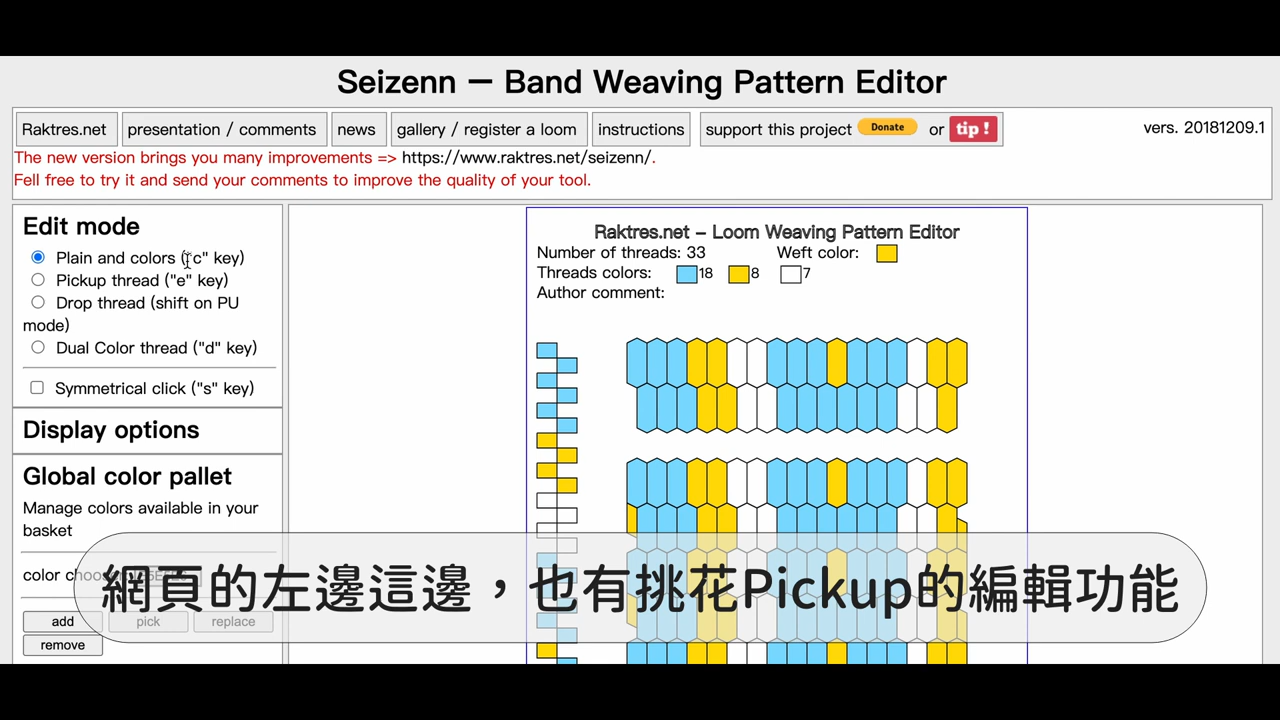 Seizenn — Band Weaving Pattern Editor
Raktres.net presentation / comments news gallery / register a loom instructions support this project Donate or tip ! vers. 20181209.1
The new version brings you many improvements => https://www.raktres.net/seizenn/.
Fell free to try it and send your comments to improve the quality of your tool.
Edit mode
Plain and colors ("c" key)
Pickup thread ("e" key)
Drop thread (shift on PU
mode)
Dual Color thread ("d" key)
Symmetrical click ("s" key)
Display options
Global color pallet
Manage colors available in your
basket
add pick replace
remove
Raktres.net – Loom Weaving Pattern Editor
Number of threads: 33 Weft color:
Threads colors: 18 8 7
Author comment:
網頁的左邊這邊，也有挑花Pickup的編輯功能